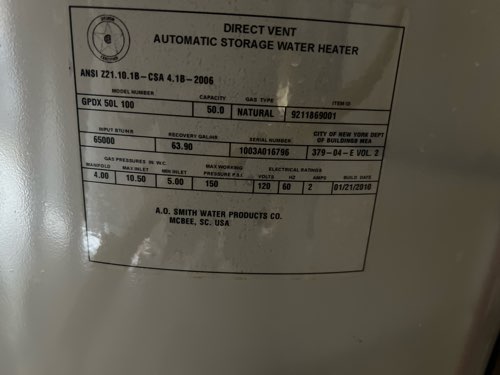 DIRECT VENT
AUTOMATIC STORAGE WATER HEATER
ANSI Z21.10.1B-CSA 4.1B-2006
MODEL NUMBER CAPACITY GAS TYPE ITEM ID
GPDX 50L 100 50.0 NATURAL 9211869001
INPUT BTU/HR RECOVERY GAL/HR SERIAL NUMBER CITY OF NEW YORK DEPT OF BUILDINGS MEA
65000 63.90 1003A016796 379-04-E VOL. 2
GAS PRESSURES IN. W.C. MAX WORKING PRESSURE P.S.I. ELECTRICAL RATINGS
MANIFOLD MAX INLET MIN INLET VOLTS HZ AMPS BUILD DATE
4.00 10.50 5.00 150 120 60 2 01/21/2010
A.O. SMITH WATER PRODUCTS CO.
MCBEE, SC. USA